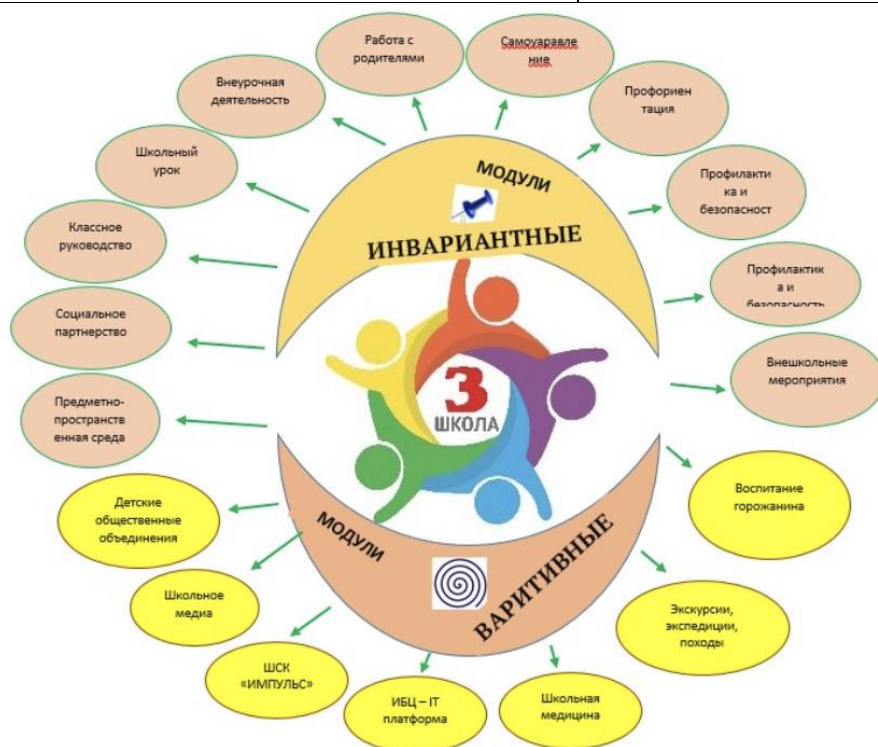 Работа с
родителями
Самоуаравле
ние
Внеурочная
деятельность
Профориен
тация
Школьный
урок
МОДУЛИ
ИНВАРИАНТНЫЕ
Профилакти
ка и
безопасност
Классное
руководство
Профилактик
а и
безопасность
Социальное
партнерство
Внешкольные
мероприятия
Предметно-
пространств
енная среда
3
ШКОЛА
Детские
общественные
объединения
Воспитание
горожанина
МОДУЛИ
ВАРИТИВНЫЕ
Школьное
медиа
Экскурсии,
экспедиции,
походы
ШСК
«ИМПУЛЬС»
ИБЦ – IT
платформа
Школьная
медицина